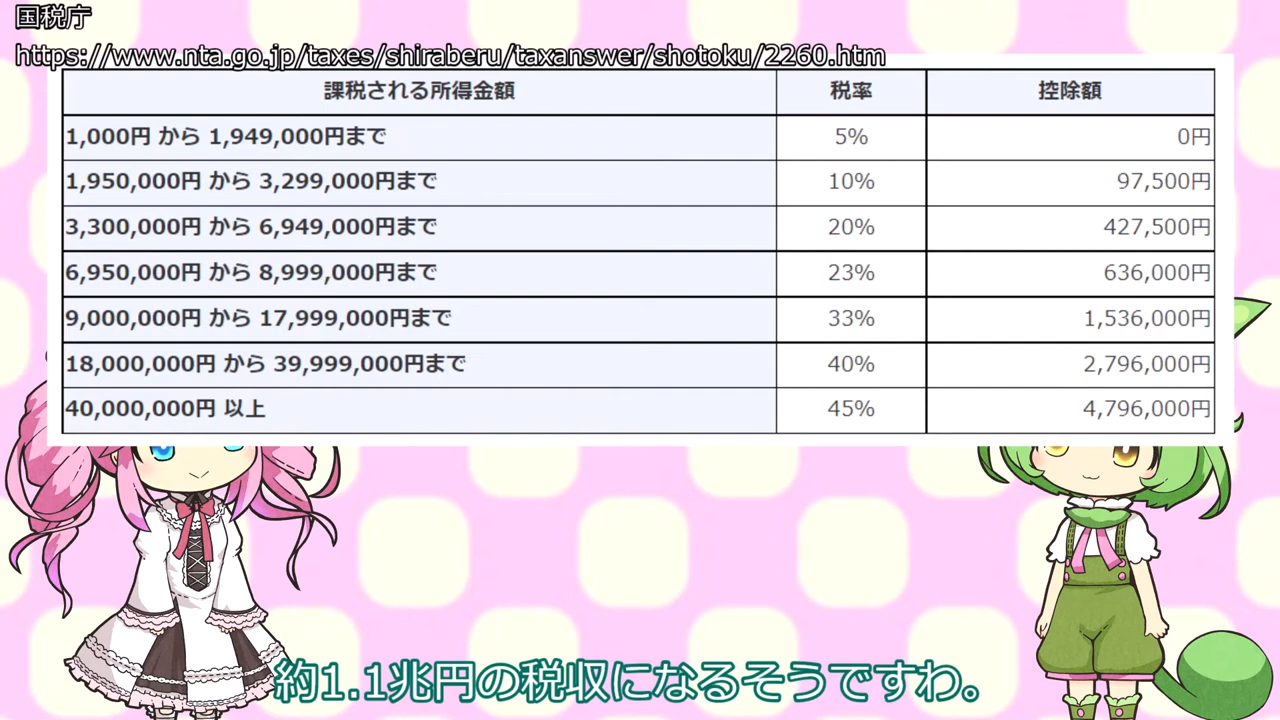 国税庁
https://www.nta.go.jp/taxes/shiraberu/taxanswer/shotoku/2260.htm
課税される所得金額 税率 控除額
1,000円 から 1,949,000円まで 5% 0円
1,950,000円 から 3,299,000円まで 10% 97,500円
3,300,000円 から 6,949,000円まで 20% 427,500円
6,950,000円 から 8,999,000円まで 23% 636,000円
9,000,000円 から 17,999,000円まで 33% 1,536,000円
18,000,000円 から 39,999,000円まで 40% 2,796,000円
40,000,000円 以上 45% 4,796,000円
約1.1兆円の税収になるそうですわ。